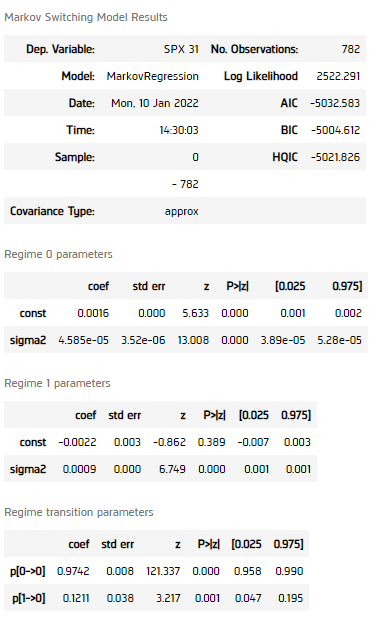 Markov Switching Model Results
Dep. Variable: SPX 31 No. Observations: 782
Model: MarkovRegression Log Likelihood 2522.291
Date: Mon, 10 Jan 2022 AIC -5032.583
Time: 14:30:03 BIC -5004.612
Sample: 0 HQIC -5021.826
- 782
Covariance Type: approx
Regime 0 parameters
coef std err z P>|z| [0.025 0.975]
const 0.0016 0.000 5.633 0.000 0.001 0.002
sigma2 4.585e-05 3.52e-06 13.008 0.000 3.89e-05 5.28e-05
Regime 1 parameters
coef std err z P>|z| [0.025 0.975]
const -0.0022 0.003 -0.862 0.389 -0.007 0.003
sigma2 0.0009 0.000 6.749 0.000 0.001 0.001
Regime transition parameters
coef std err z P>|z| [0.025 0.975]
p[0->0] 0.9742 0.008 121.337 0.000 0.958 0.990
p[1->0] 0.1211 0.038 3.217 0.001 0.047 0.195